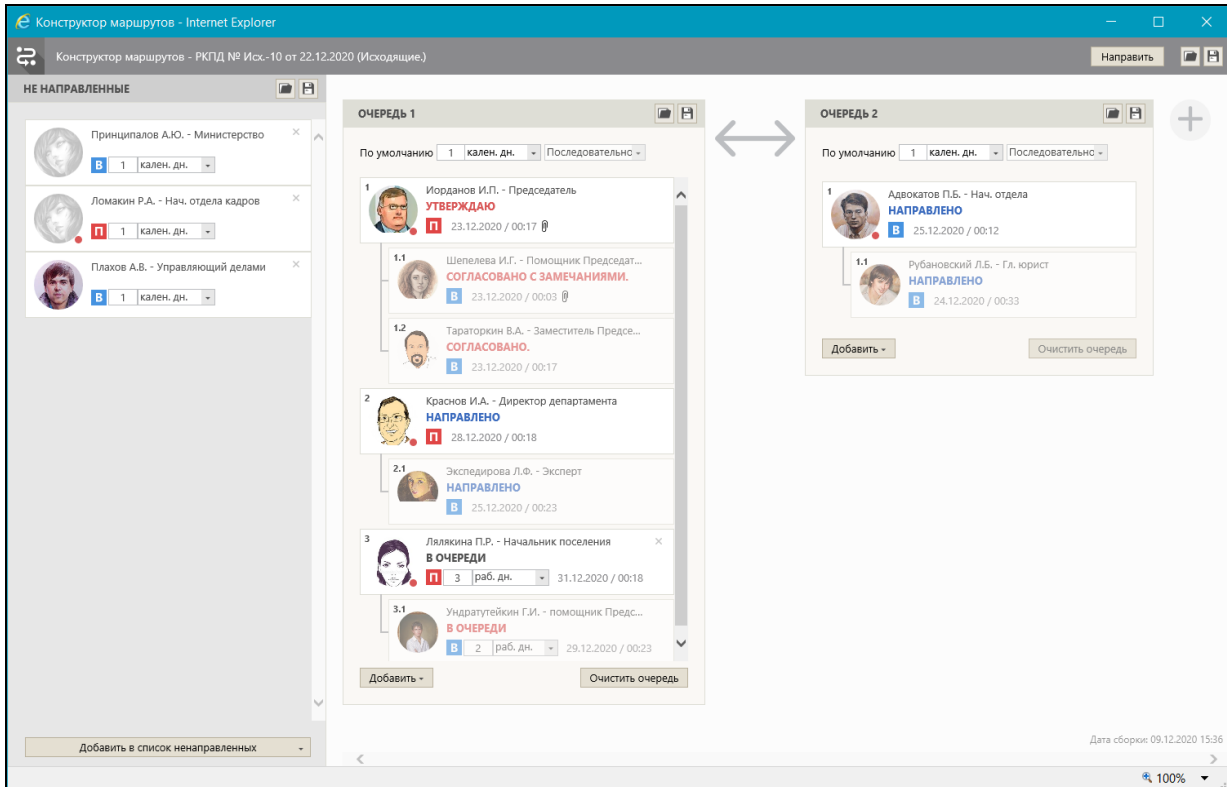 Конструктор маршрутов - Internet Explorer
Конструктор маршрутов - РКПД № Исх.-10 от 22.12.2020 (Исходящие.)
Направить
НЕ НАПРАВЛЕННЫЕ
Принципалов А.Ю. - Министерство
В 1 кален. дн.
Ломакин Р.А. - Нач. отдела кадров
П 1 кален. дн.
Плахов А.В. - Управляющий делами
В 1 кален. дн.
Добавить в список ненаправленных
ОЧЕРЕДЬ 1
По умолчанию 1 кален. дн. Последовательно
1 Иорданов И.П. - Председатель
УТВЕРЖДАЮ
П 23.12.2020 / 00:17
1.1 Шепелева И.Г. - Помощник Председат...
СОГЛАСОВАНО С ЗАМЕЧАНИЯМИ.
В 23.12.2020 / 00:03
1.2 Тараторкин В.А. - Заместитель Предсе...
СОГЛАСОВАНО.
В 23.12.2020 / 00:17
2 Краснов И.А. - Директор департамента
НАПРАВЛЕНО
П 28.12.2020 / 00:18
2.1 Экспедирова Л.Ф. - Эксперт
НАПРАВЛЕНО
В 25.12.2020 / 00:23
3 Лялякина П.Р. - Начальник поселения
В ОЧЕРЕДИ
П 3 раб. дн. 31.12.2020 / 00:18
3.1 Ундратутейкин Г.И. - помощник Предс...
В ОЧЕРЕДИ
В 2 раб. дн. 29.12.2020 / 00:23
Добавить
Очистить очередь
ОЧЕРЕДЬ 2
По умолчанию 1 кален. дн. Последовательно
1 Адвокатов П.Б. - Нач. отдела
НАПРАВЛЕНО
В 25.12.2020 / 00:12
1.1 Рубановский Л.Б. - Гл. юрист
НАПРАВЛЕНО
В 24.12.2020 / 00:33
Добавить
Очистить очередь
Дата сборки: 09.12.2020 15:36
100%